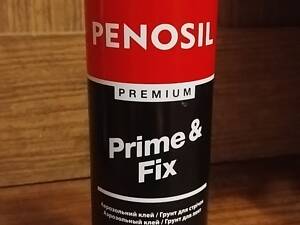 PENOSIL
PREMIUM
Prime &
Fix
Аерозольний клей / Грунт для стрічок
Аэрозольный клей / Грунт для лент